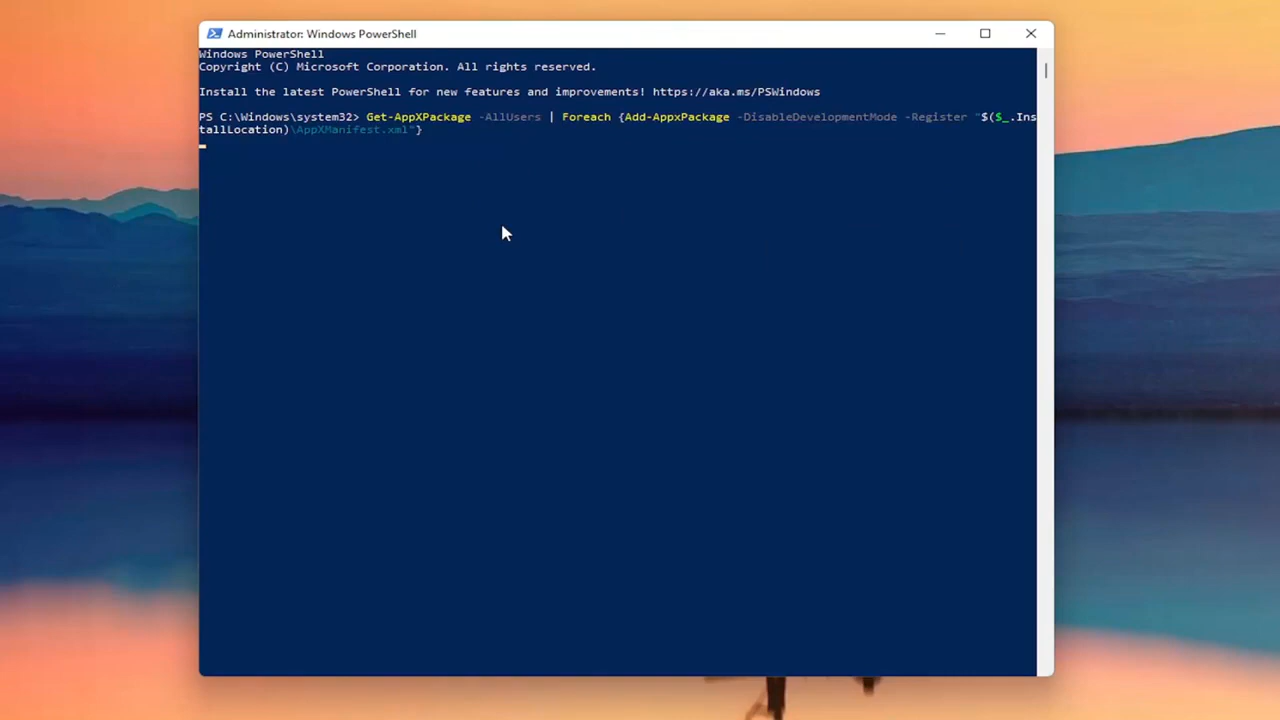 Administrator: Windows PowerShell
Windows PowerShell
Copyright (C) Microsoft Corporation. All rights reserved.
Install the latest PowerShell for new features and improvements! https://aka.ms/PSWindows
PS C:\Windows\system32> Get-AppXPackage -AllUsers | Foreach {Add-AppxPackage -DisableDevelopmentMode -Register "$($_.Ins
tallLocation)\AppXManifest.xml"}